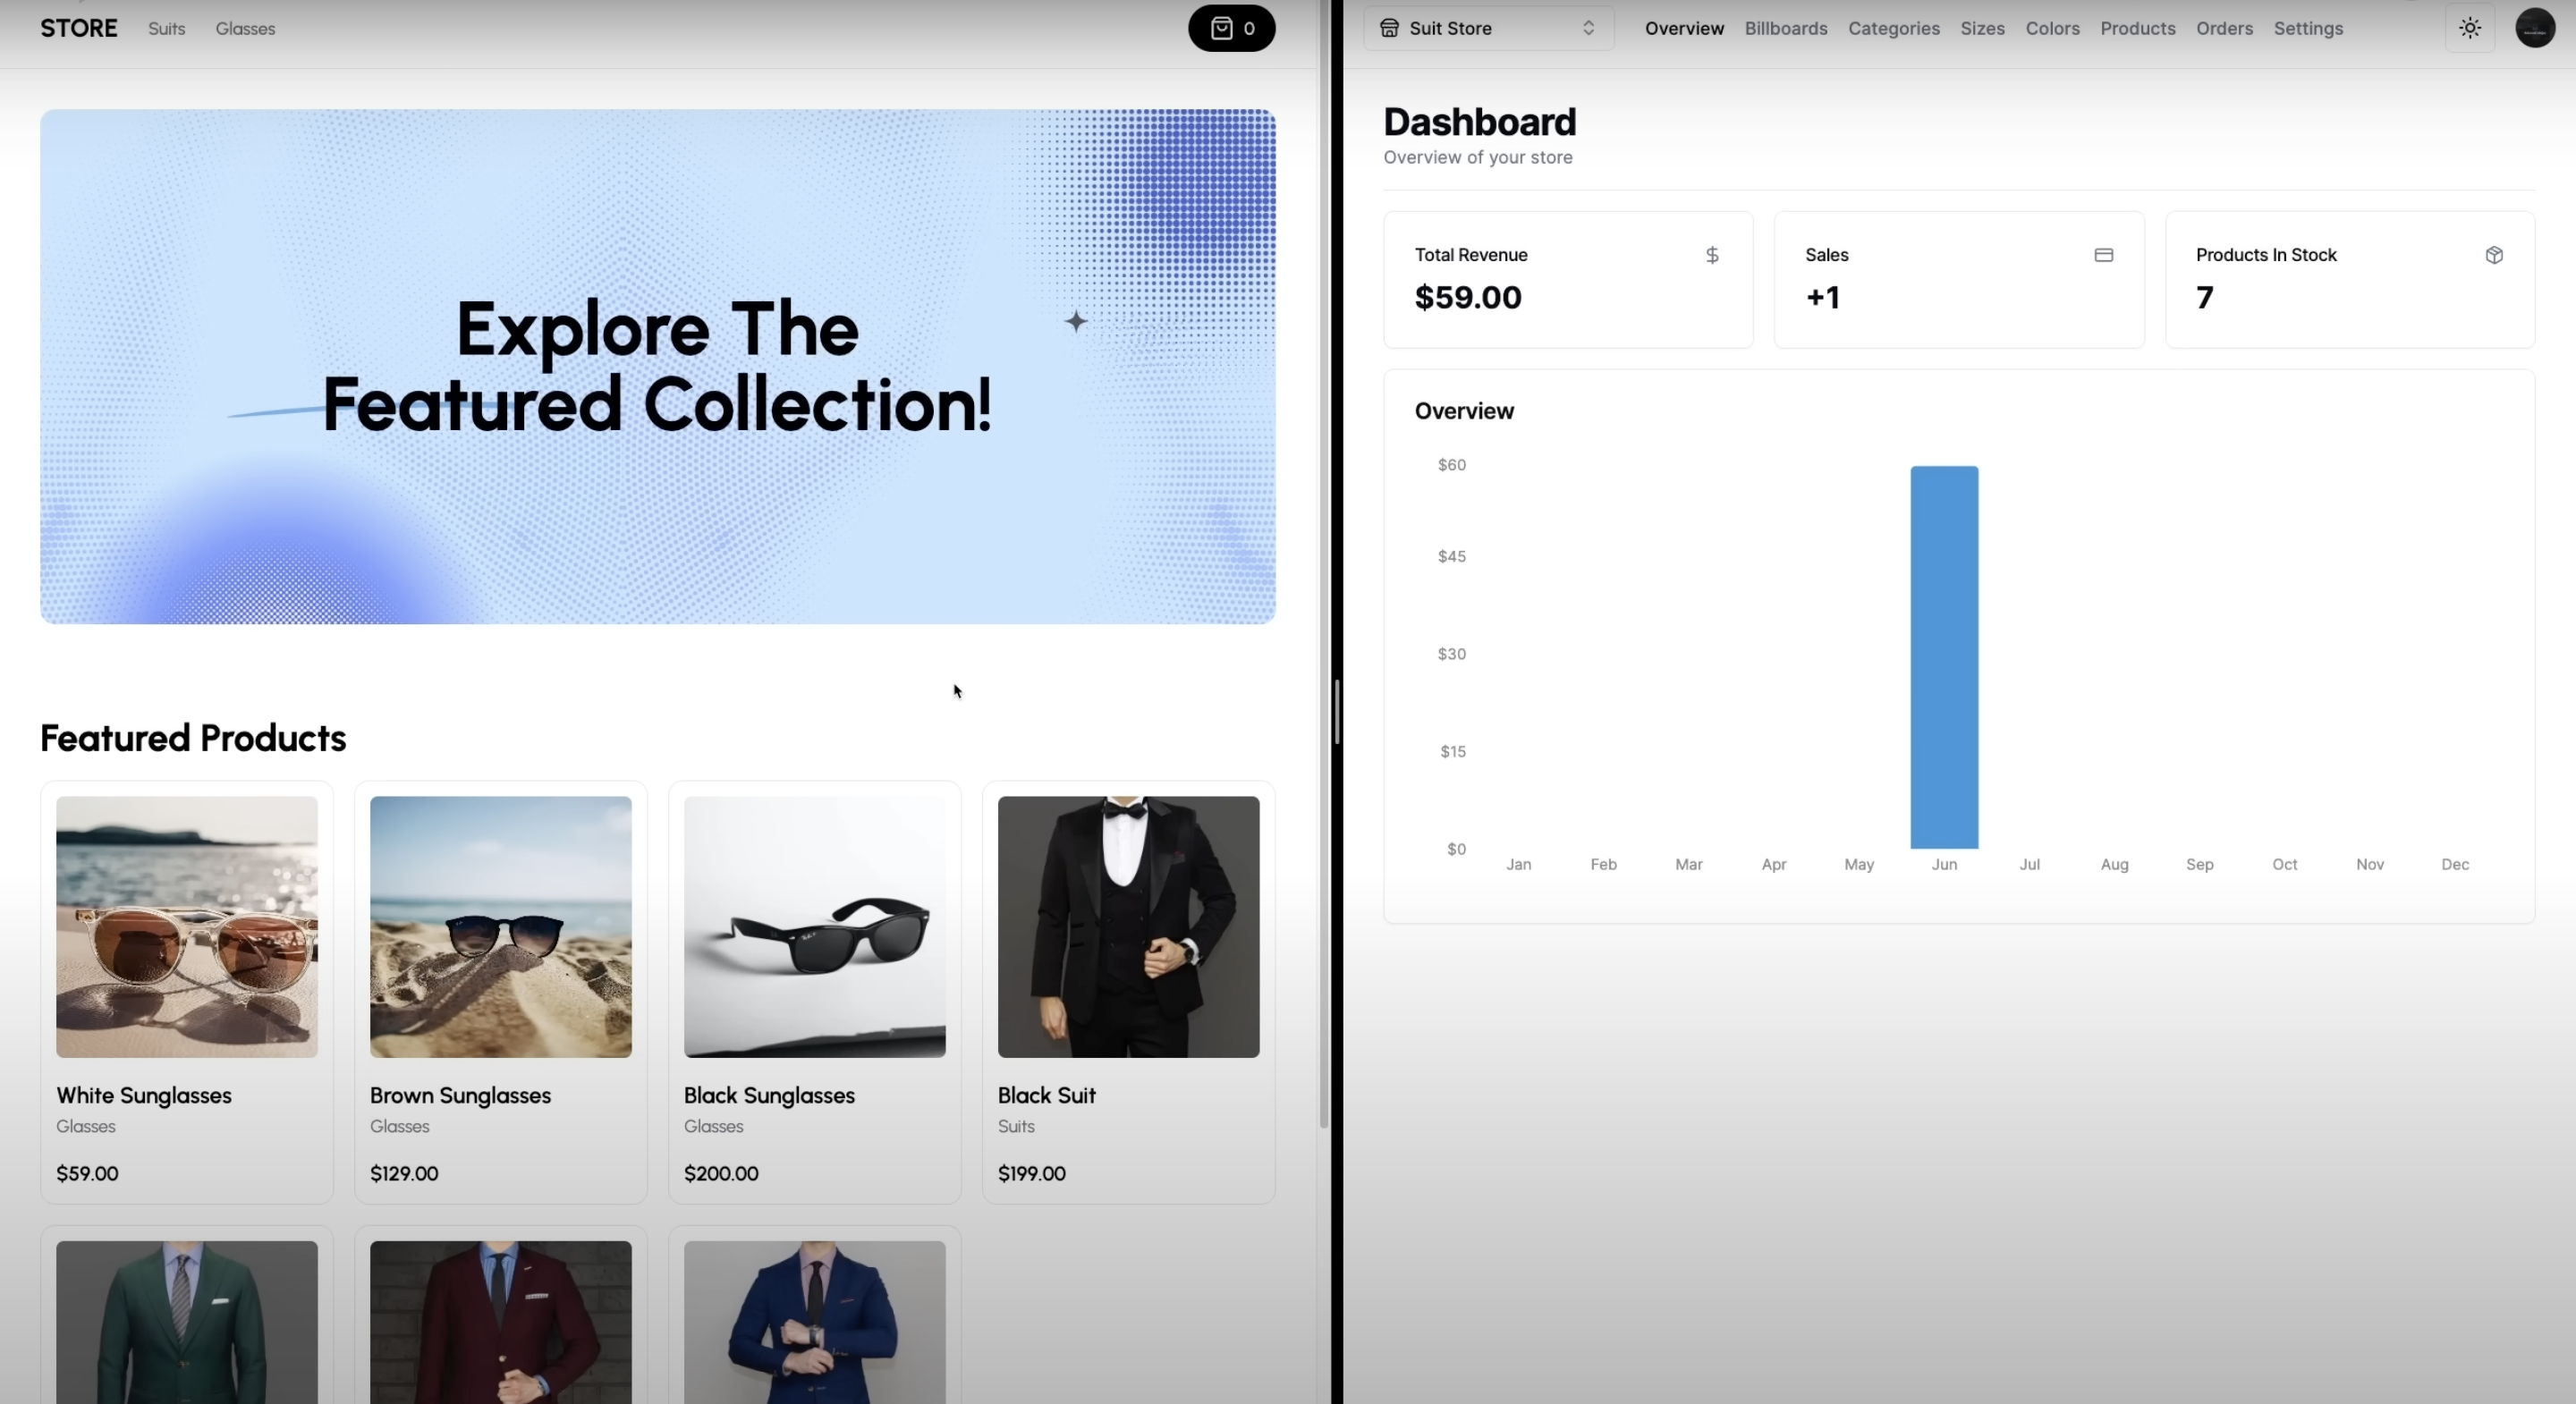 STORE
Suits
Glasses
0
Explore The
Featured Collection!
Featured Products
White Sunglasses
Glasses
$59.00
Brown Sunglasses
Glasses
$129.00
Black Sunglasses
Glasses
$200.00
Black Suit
Suits
$199.00
Suit Store
Overview
Billboards
Categories
Sizes
Colors
Products
Orders
Settings
Dashboard
Overview of your store
Total Revenue
$
$59.00
Sales
+1
Products In Stock
7
Overview
$60
$45
$30
$15
$0
Jan
Feb
Mar
Apr
May
Jun
Jul
Aug
Sep
Oct
Nov
Dec